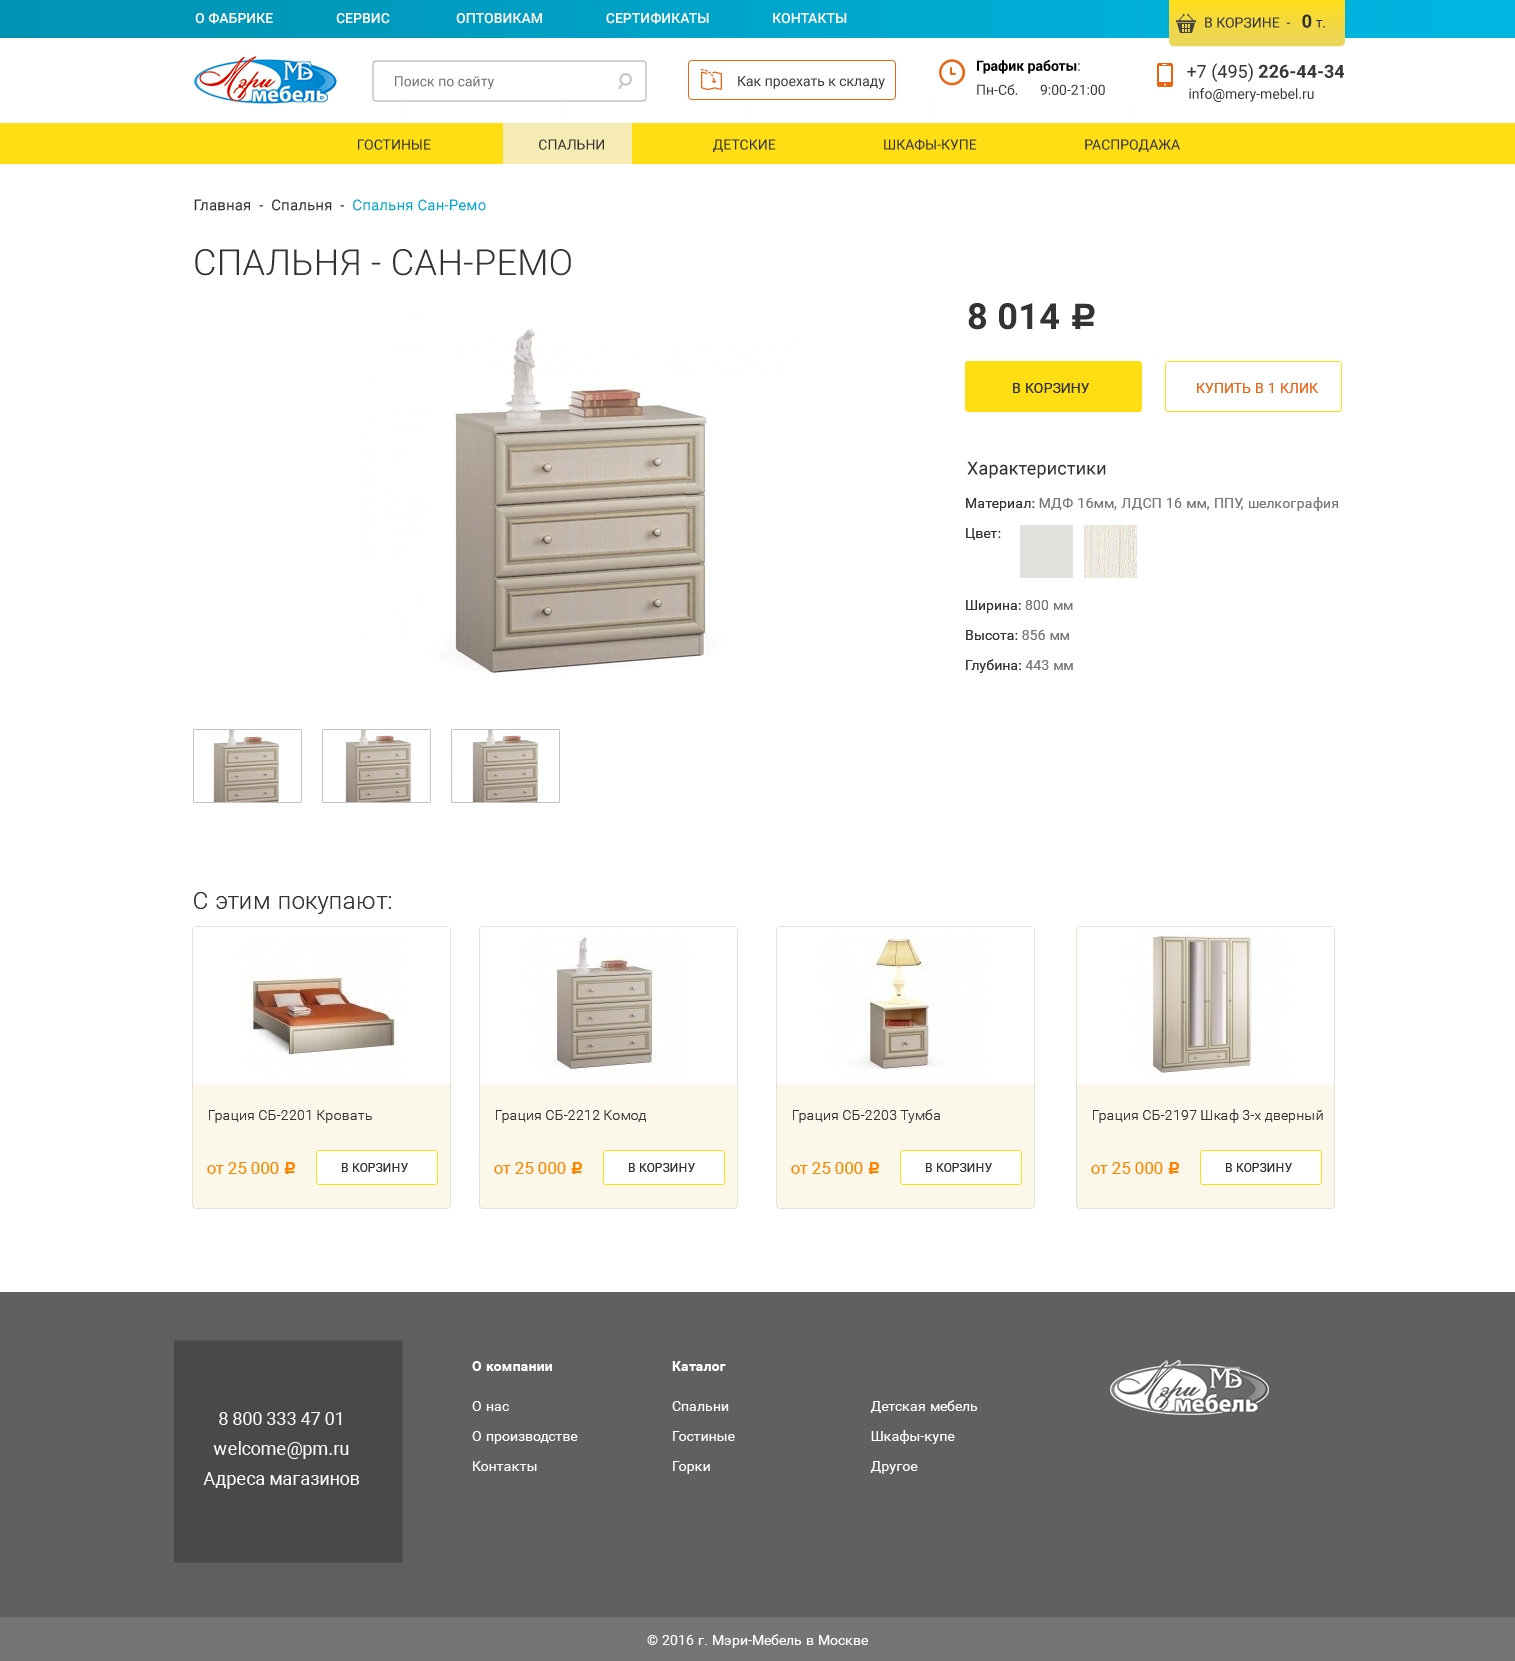 О ФАБРИКЕ СЕРВИС ОПТОВИКАМ СЕРТИФИКАТЫ КОНТАКТЫ В КОРЗИНЕ - 0 т.
Мэри МБ мебель
Поиск по сайту
Как проехать к складу
График работы:
Пн-Сб. 9:00-21:00
+7 (495) 226-44-34
info@mery-mebel.ru
ГОСТИНЫЕ СПАЛЬНИ ДЕТСКИЕ ШКАФЫ-КУПЕ РАСПРОДАЖА
Главная - Спальня - Спальня Сан-Ремо
СПАЛЬНЯ - САН-РЕМО
8 014 ₽
В КОРЗИНУ КУПИТЬ В 1 КЛИК
Характеристики
Материал: МДФ 16мм, ЛДСП 16 мм, ППУ, шелкография
Цвет:
Ширина: 800 мм
Высота: 856 мм
Глубина: 443 мм
С этим покупают:
Грация СБ-2201 Кровать
от 25 000 ₽ В КОРЗИНУ
Грация СБ-2212 Комод
от 25 000 ₽ В КОРЗИНУ
Грация СБ-2203 Тумба
от 25 000 ₽ В КОРЗИНУ
Грация СБ-2197 Шкаф 3-х дверный
от 25 000 ₽ В КОРЗИНУ
8 800 333 47 01
welcome@pm.ru
Адреса магазинов
О компании
О нас
О производстве
Контакты
Каталог
Спальни
Гостиные
Горки
Детская мебель
Шкафы-купе
Другое
Мэри МБ мебель
© 2016 г. Мэри-Мебель в Москве